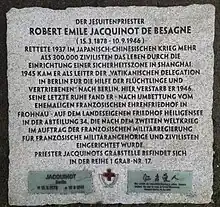 DER JESUITENPRIESTER
ROBERT EMILE JACQUINOT DE BESAGNE
(15.3.1878 - 10.9.1946)
RETTETE 1937 IM JAPANISCH-CHINESISCHEN KRIEG MEHR
ALS 300.000 ZIVILISTEN DAS LEBEN DURCH DIE
EINRICHTUNG EINER SICHERHEITSZONE IN SHANGHAI.
1945 KAM ER ALS LEITER DER VATIKANISCHEN DELEGATION
IN BERLIN FÜR DIE HILFE DER FLÜCHTLINGE UND
VERTRIEBENEN NACH BERLIN. HIER VERSTARB ER 1946.
SEINE LETZTE RUHE FAND ER - NACH UMBETTUNG VOM
EHEMALIGEN FRANZÖSISCHEN EHRENFRIEDHOF IN
FROHNAU - AUF DEM LANDSEIGENEN FRIEDHOF HEILIGENSEE
IN DER ABTEILUNG 34, DIE NACH DEM ZWEITEN WELTKRIEG
IM AUFTRAG DER FRANZÖSISCHEN MILITÄRREGIERUNG
FÜR FRANZÖSISCHE MILITÄRANGEHÖRIGE UND ZIVILISTEN
EINGERICHTET WURDE.
PRIESTER JACQUINOTS GRABSTELLE BEFINDET SICH
IN DER REIHE 1 GRAB-NR. 17.
JACQUINOT